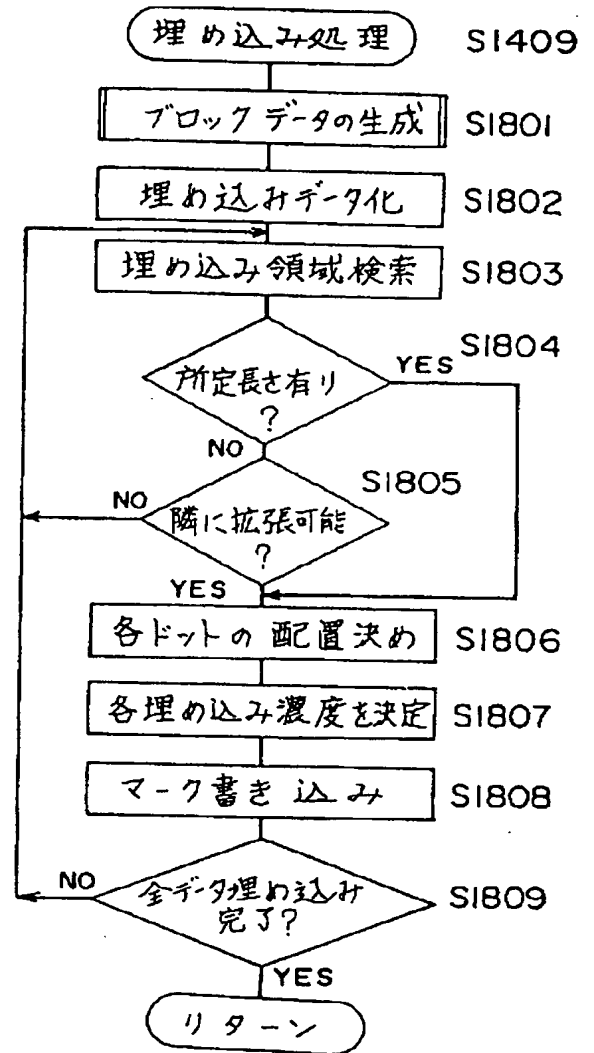 埋め込み処理 S1409
ブロックデータの生成 S1801
埋め込みデータ化 S1802
埋め込み領域検索 S1803
S1804
所定長さ有り
?
YES
NO
S1805
隣に拡張可能
?
NO
YES
各ドットの配置決め S1806
各埋め込み濃度を決定 S1807
マーク書き込み S1808
全データ埋め込み
完了?
S1809
NO
YES
リターン